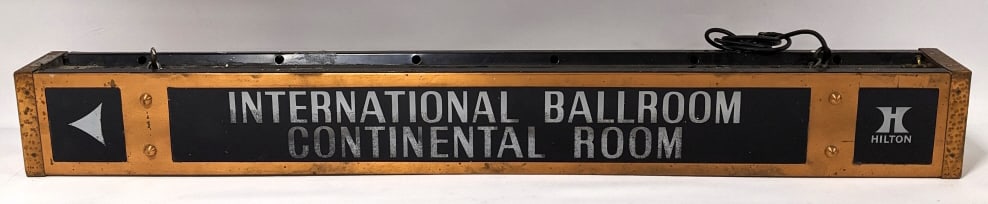 INTERNATIONAL BALLROOM
CONTINENTAL ROOM
H
HILTON